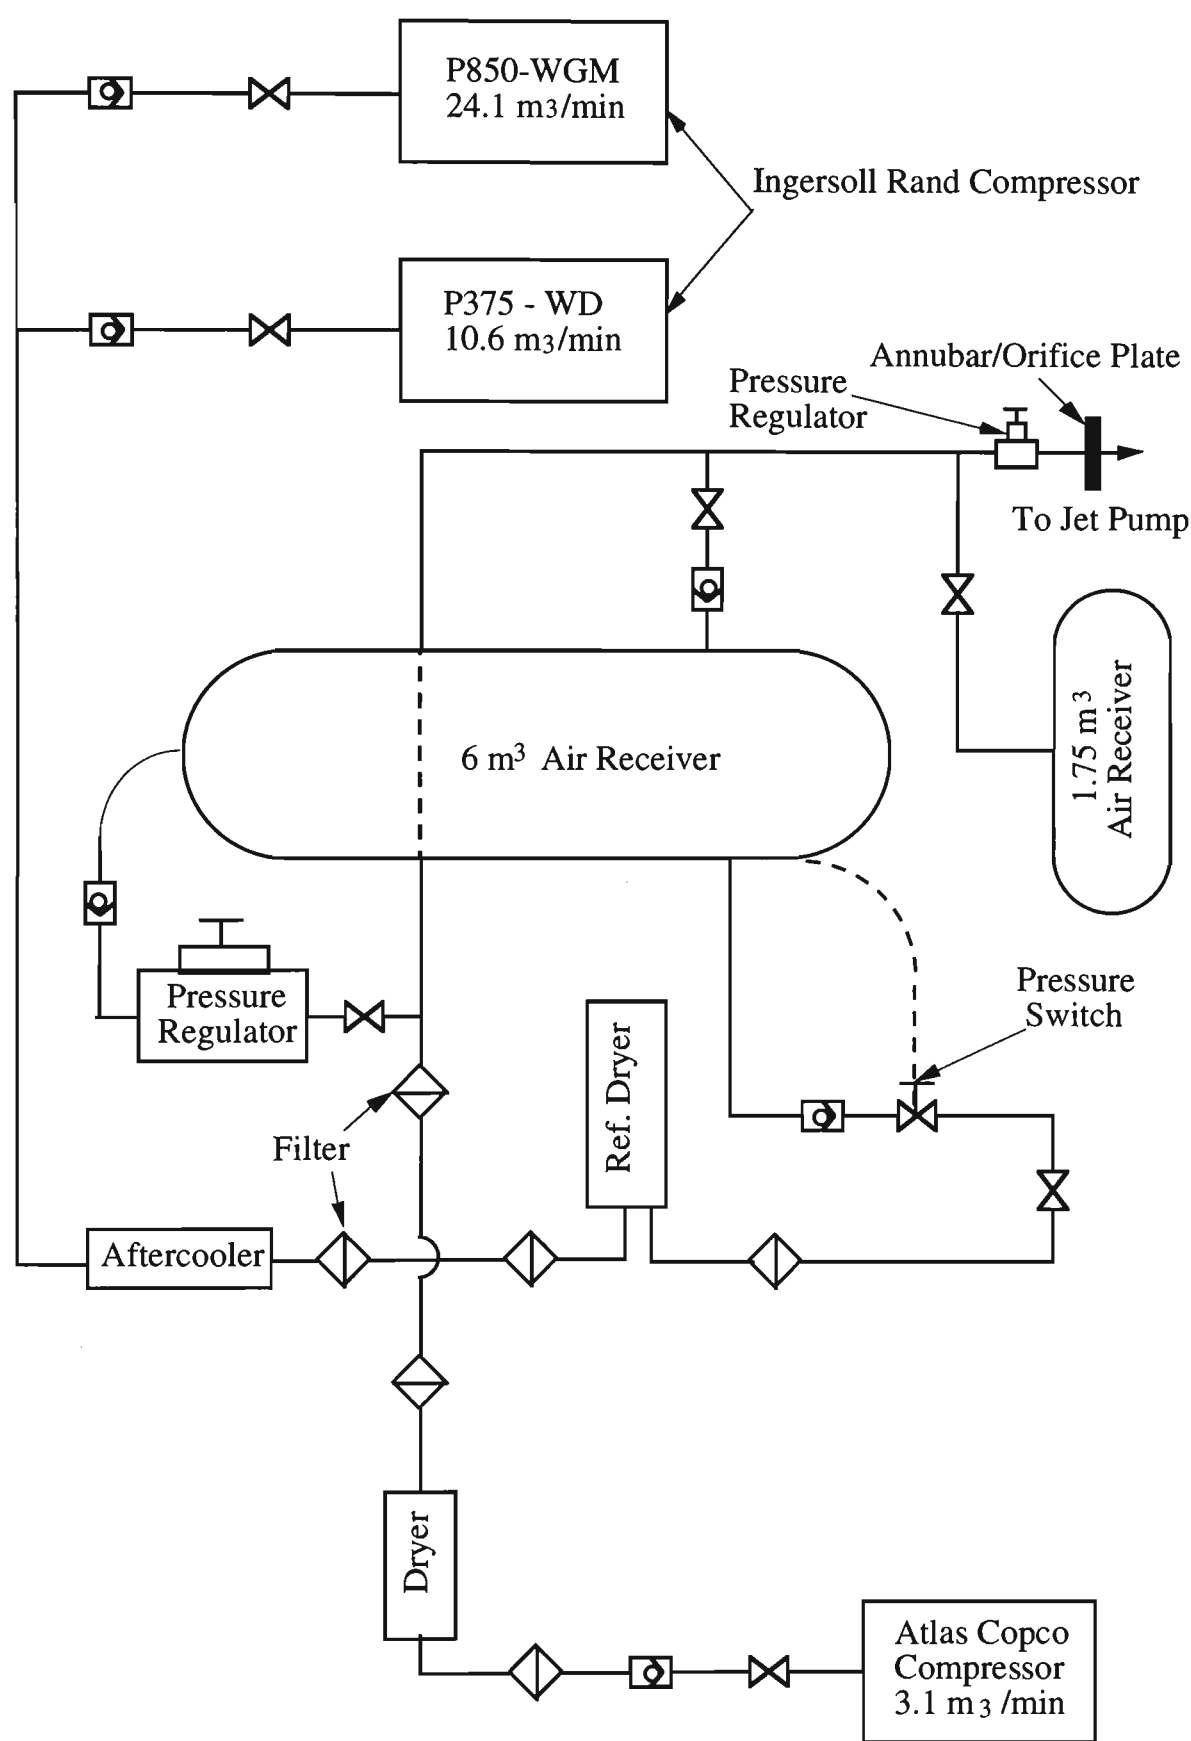 P850-WGM
24.1 m3/min
Ingersoll Rand Compressor
P375 - WD
10.6 m3/min
Annubar/Orifice Plate
Pressure
Regulator
To Jet Pump
6 m³ Air Receiver
1.75 m³
Air Receiver
Pressure
Regulator
Pressure
Switch
Ref. Dryer
Filter
Aftercooler
Dryer
Atlas Copco
Compressor
3.1 m3 /min